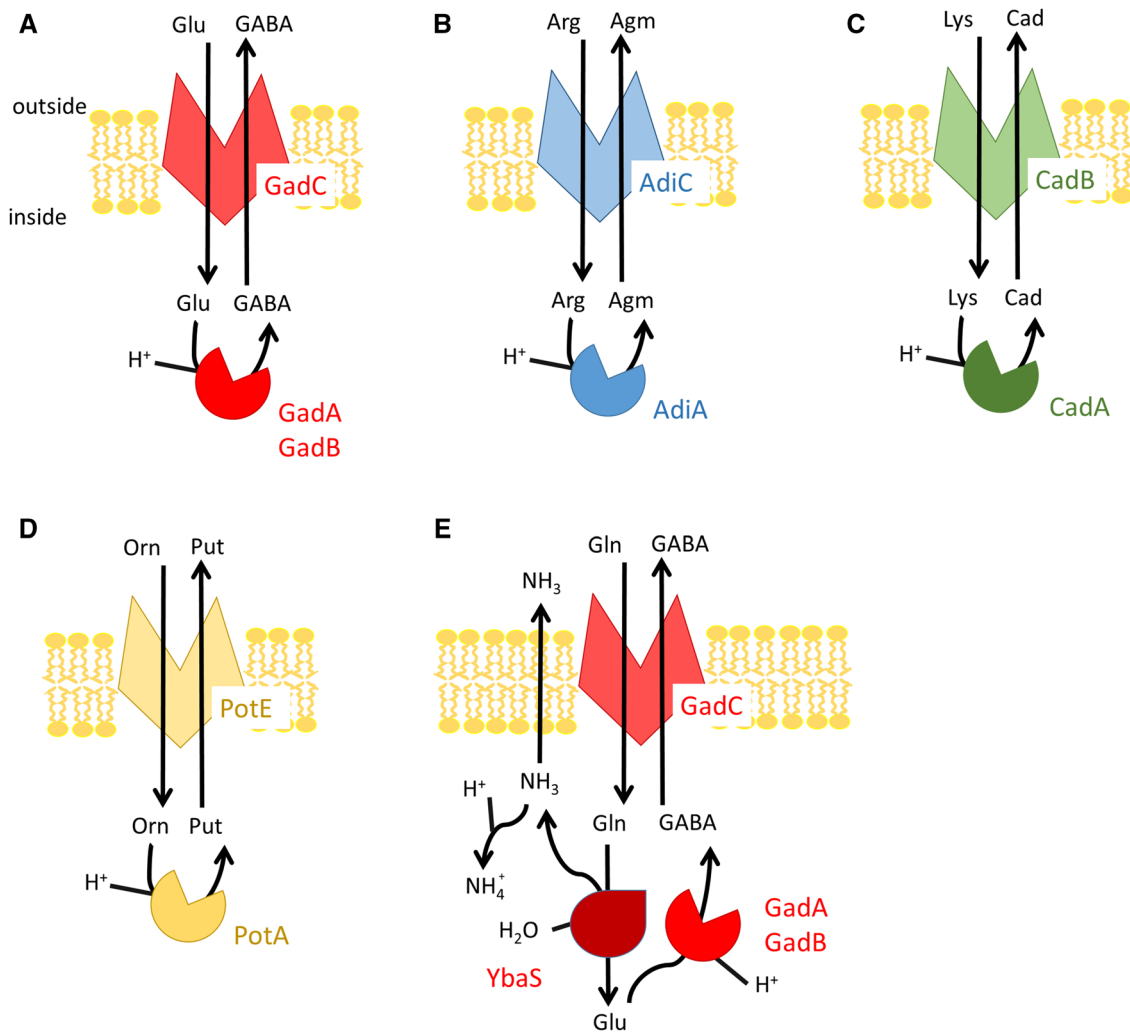 A
Glu GABA
outside
GadC
inside
Glu GABA
H+
GadA
GadB
B
Arg Agm
AdiC
Arg Agm
H+
AdiA
C
Lys Cad
CadB
Lys Cad
H+
CadA
D
Orn Put
PotE
Orn Put
H+
PotA
E
Gln GABA
NH3
GadC
NH3
H+
Gln GABA
NH4+
H2O
GadA
GadB
YbaS
H+
Glu